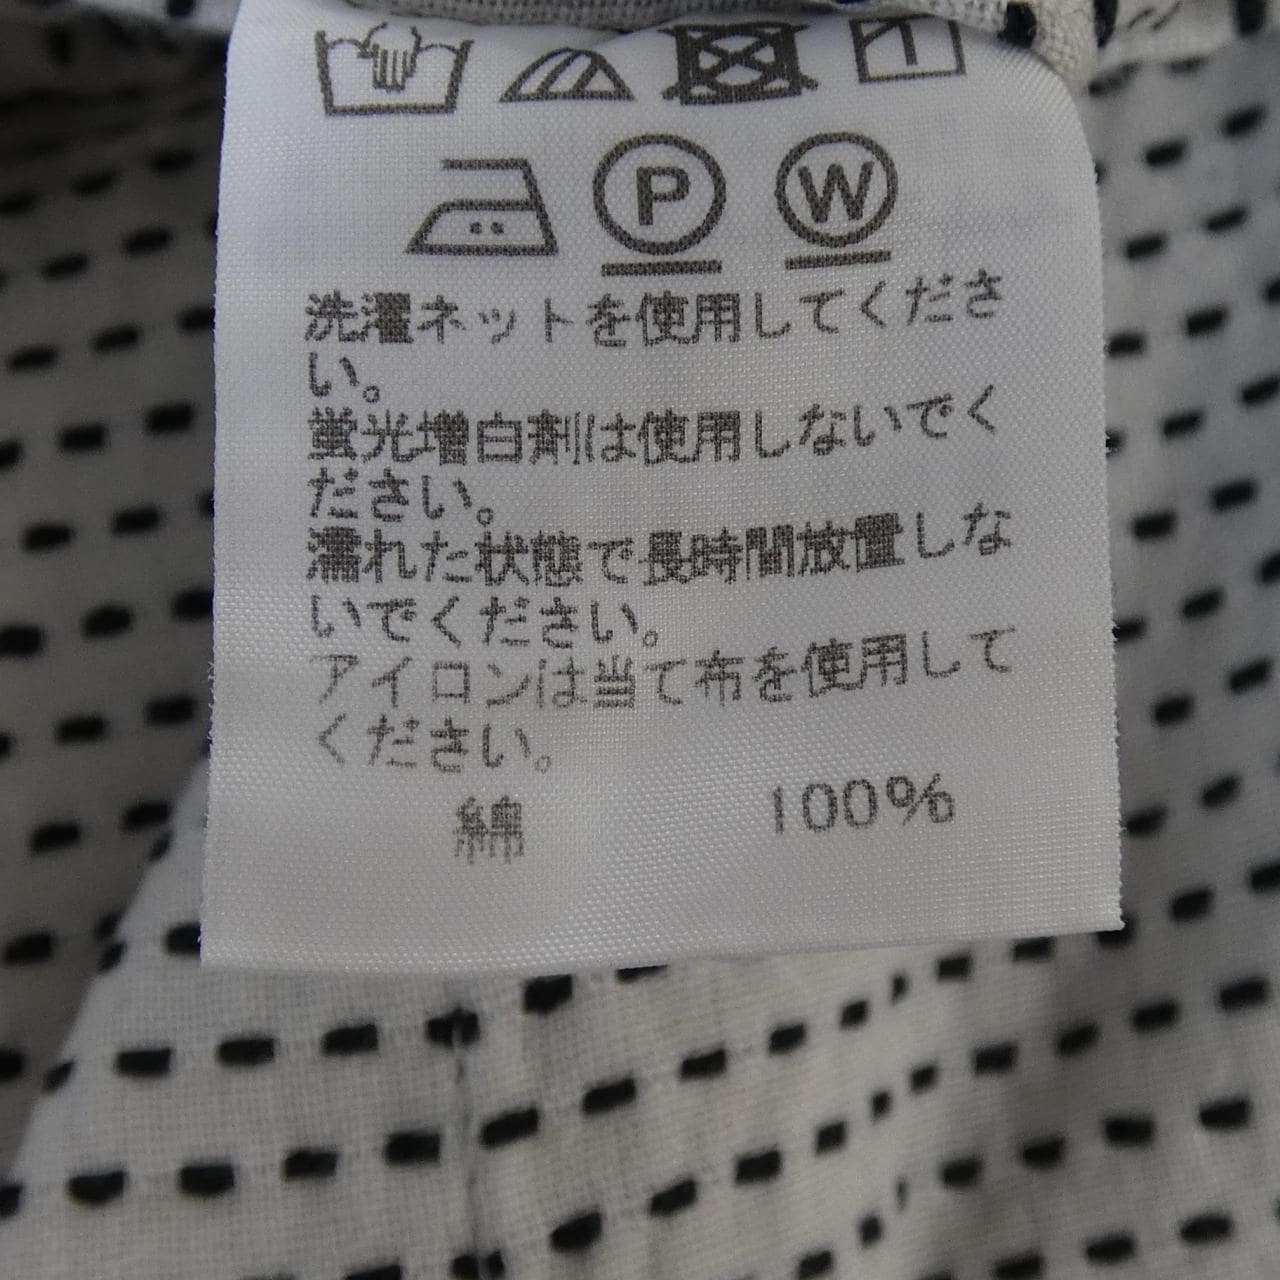 P W
洗濯ネットを使用してくださ
い。
蛍光増白剤は使用しないでく
ださい。
濡れた状態で長時間放置しな
いでください。
アイロンは当て布を使用して
ください。
綿 100%